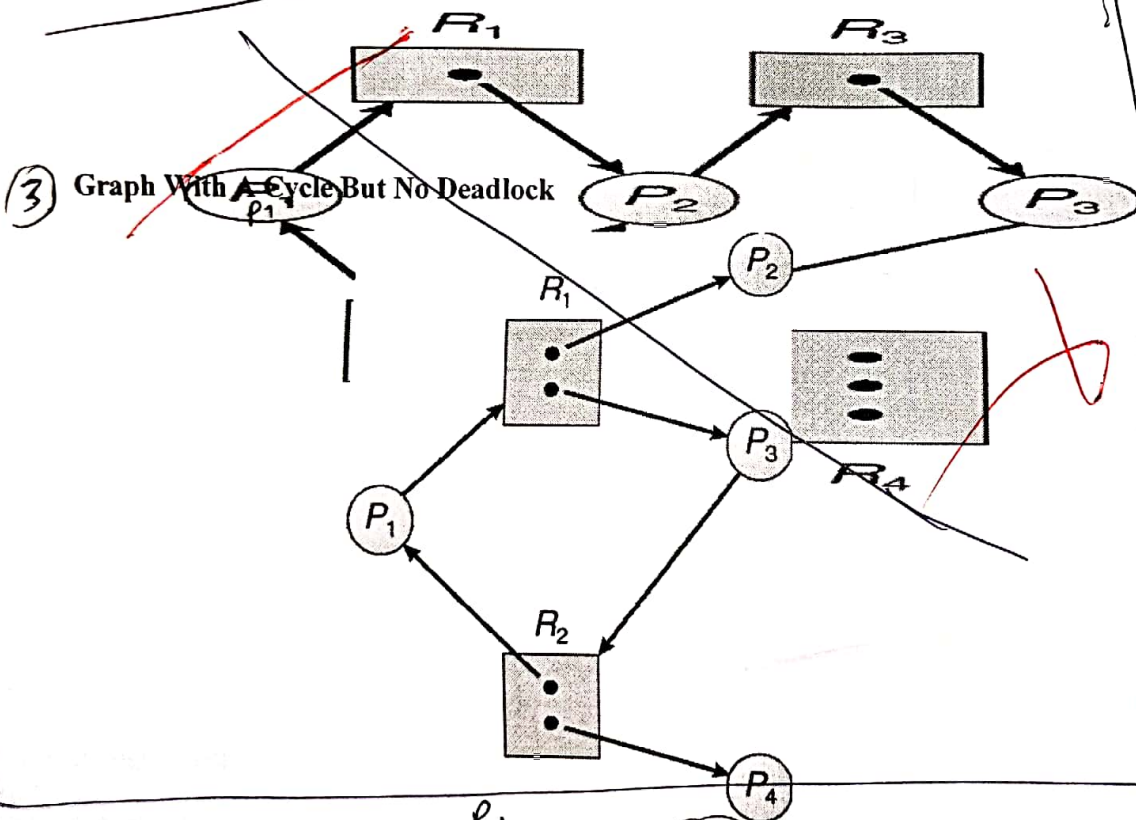 R₁ R₃
③ Graph With A Cycle But No Deadlock
P₁ P₂ P₃
P₂
R₁
P₃
R₄
P₁
R₂
P₄